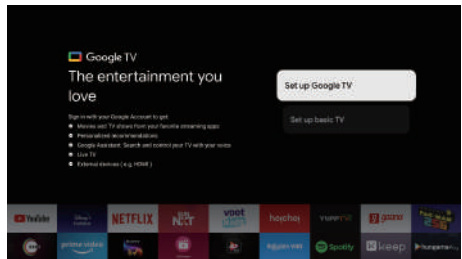 Google TV
The entertainment you
love
Set up Google TV
Sign in with your Google Account to get:
Movies and TV shows from your favorite streaming apps
Personalized recommendations
Set up basic TV
Google Assistant: Search and control your TV with your voice
Live TV
External devices (e.g, HDMI )
YouTube
NETFLIX
voot
hoichoi
gaana
prime video
Spotify
keep
hungama